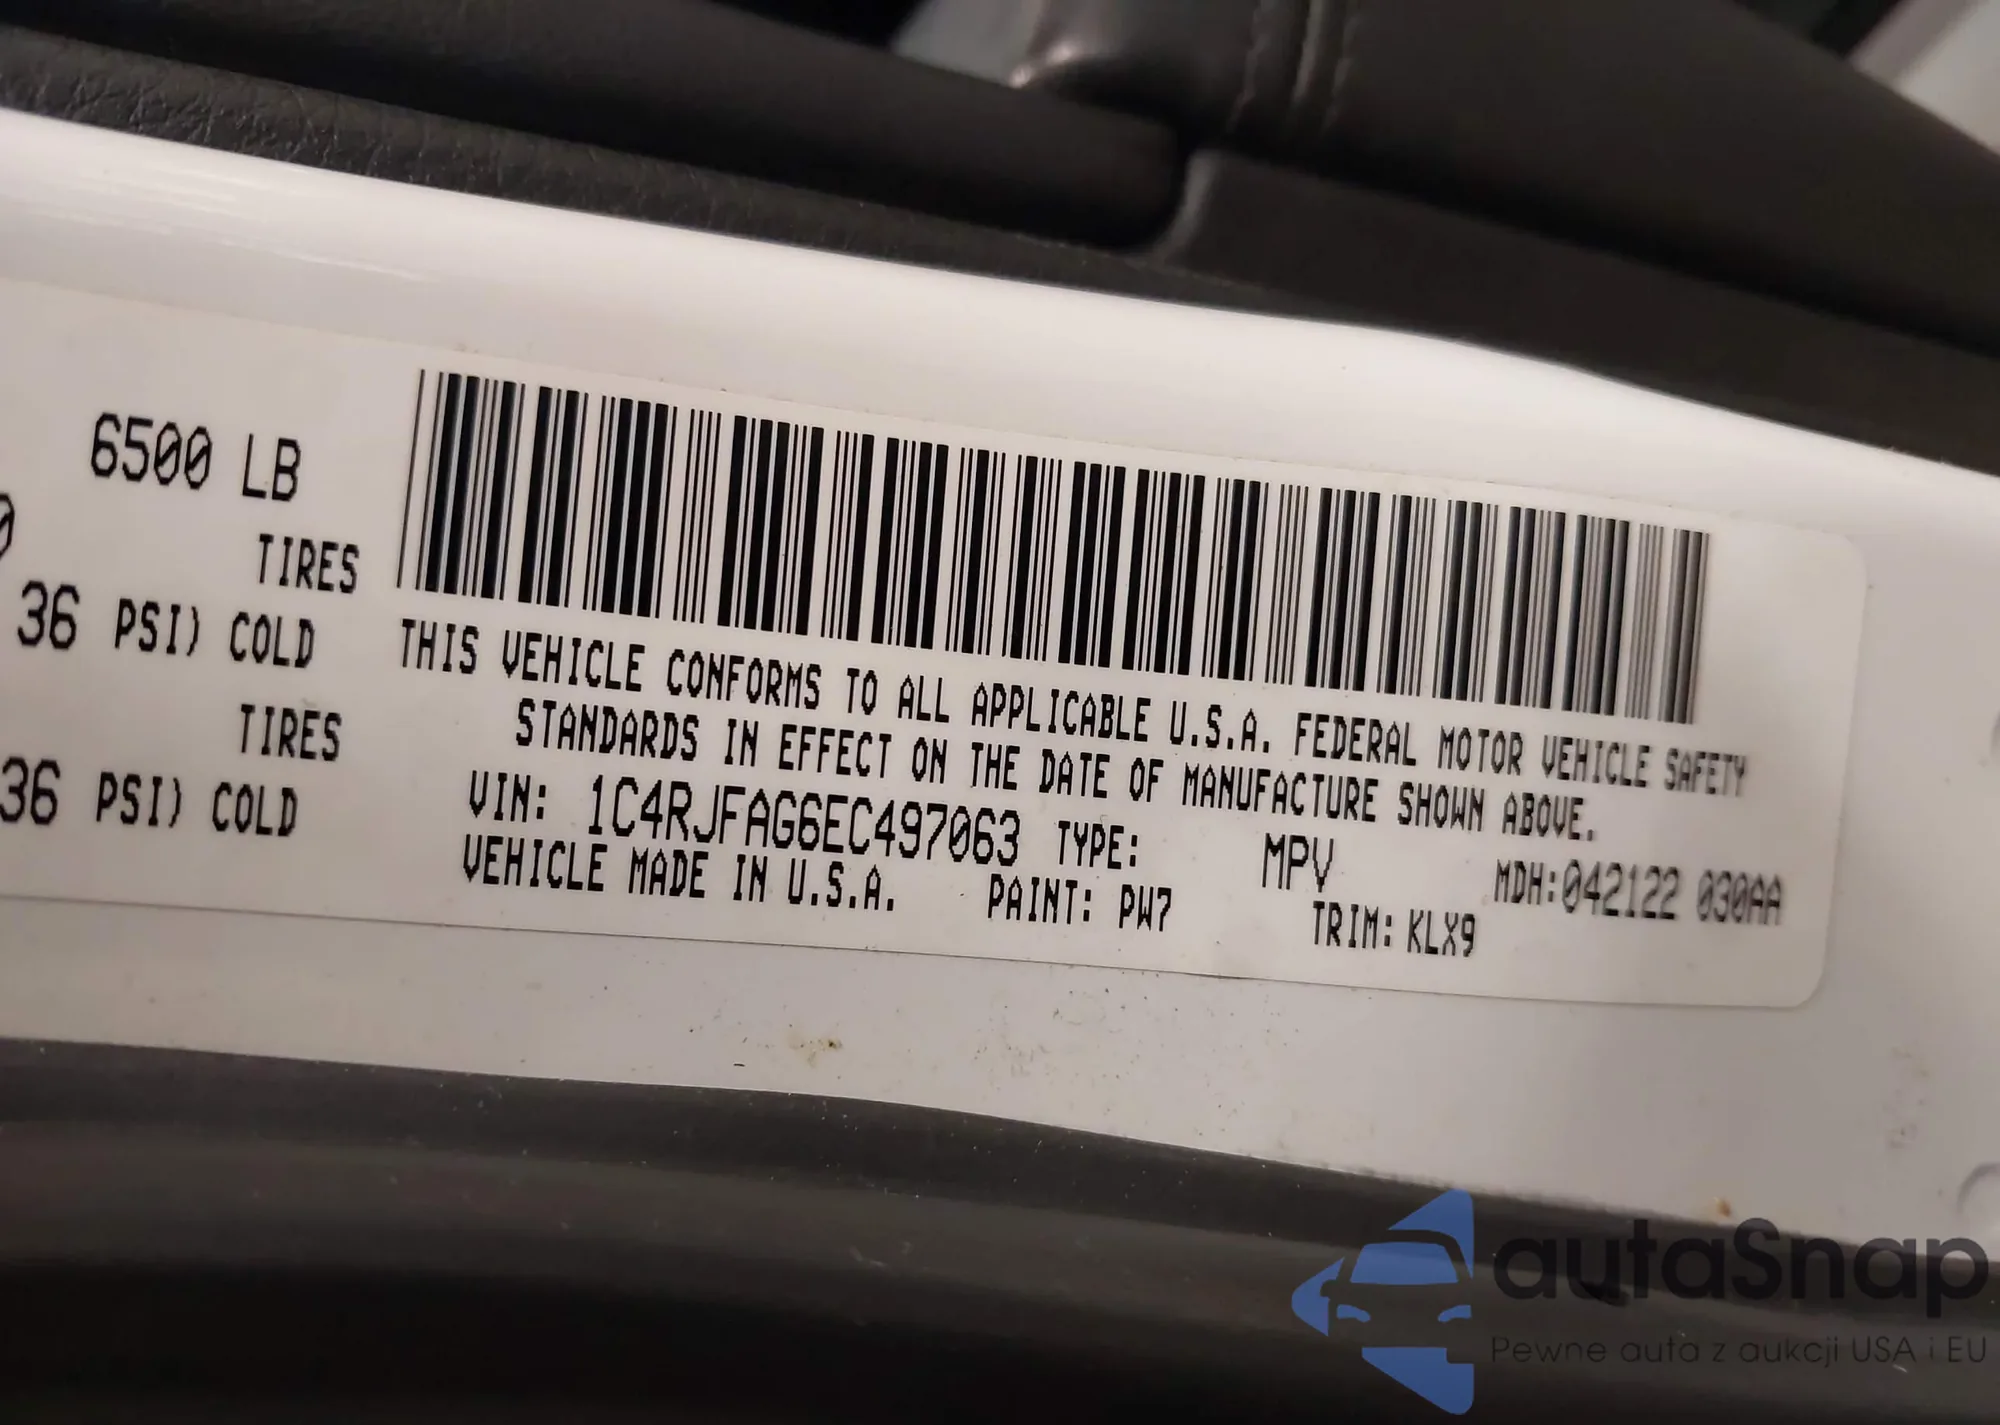 6500 LB
TIRES
36 PSI) COLD
TIRES
36 PSI) COLD
THIS VEHICLE CONFORMS TO ALL APPLICABLE U.S.A. FEDERAL MOTOR VEHICLE SAFETY
STANDARDS IN EFFECT ON THE DATE OF MANUFACTURE SHOWN ABOVE.
VIN: 1C4RJFAG6EC497063 TYPE: MPV MDH:042122 030AA
VEHICLE MADE IN U.S.A. PAINT: PW7 TRIM: KLX9
autaSnap
Pewne auta z aukcji USA i EU